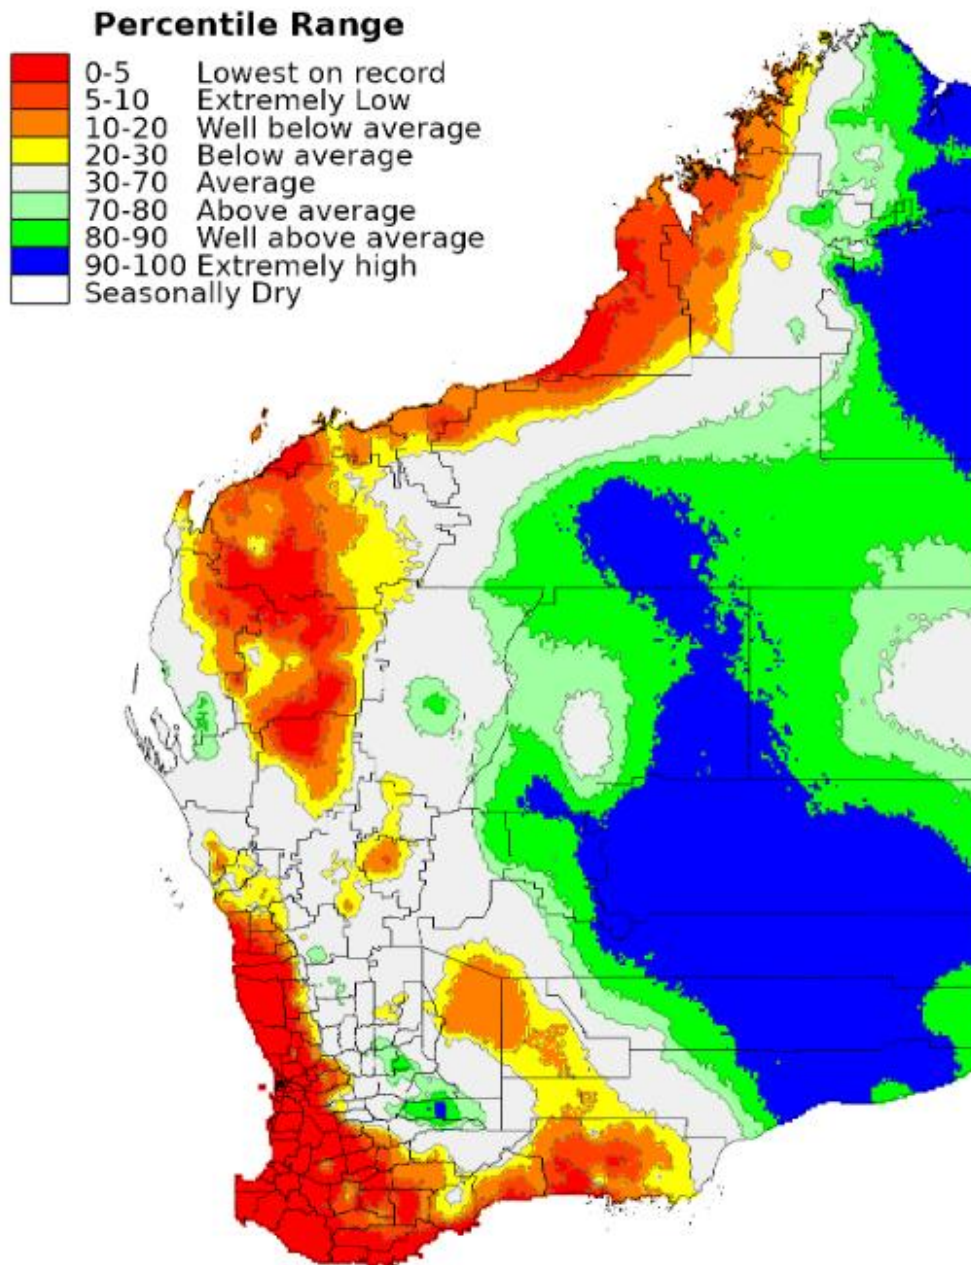 Percentile Range
0-5 Lowest on record
5-10 Extremely Low
10-20 Well below average
20-30 Below average
30-70 Average
70-80 Above average
80-90 Well above average
90-100 Extremely high
Seasonally Dry